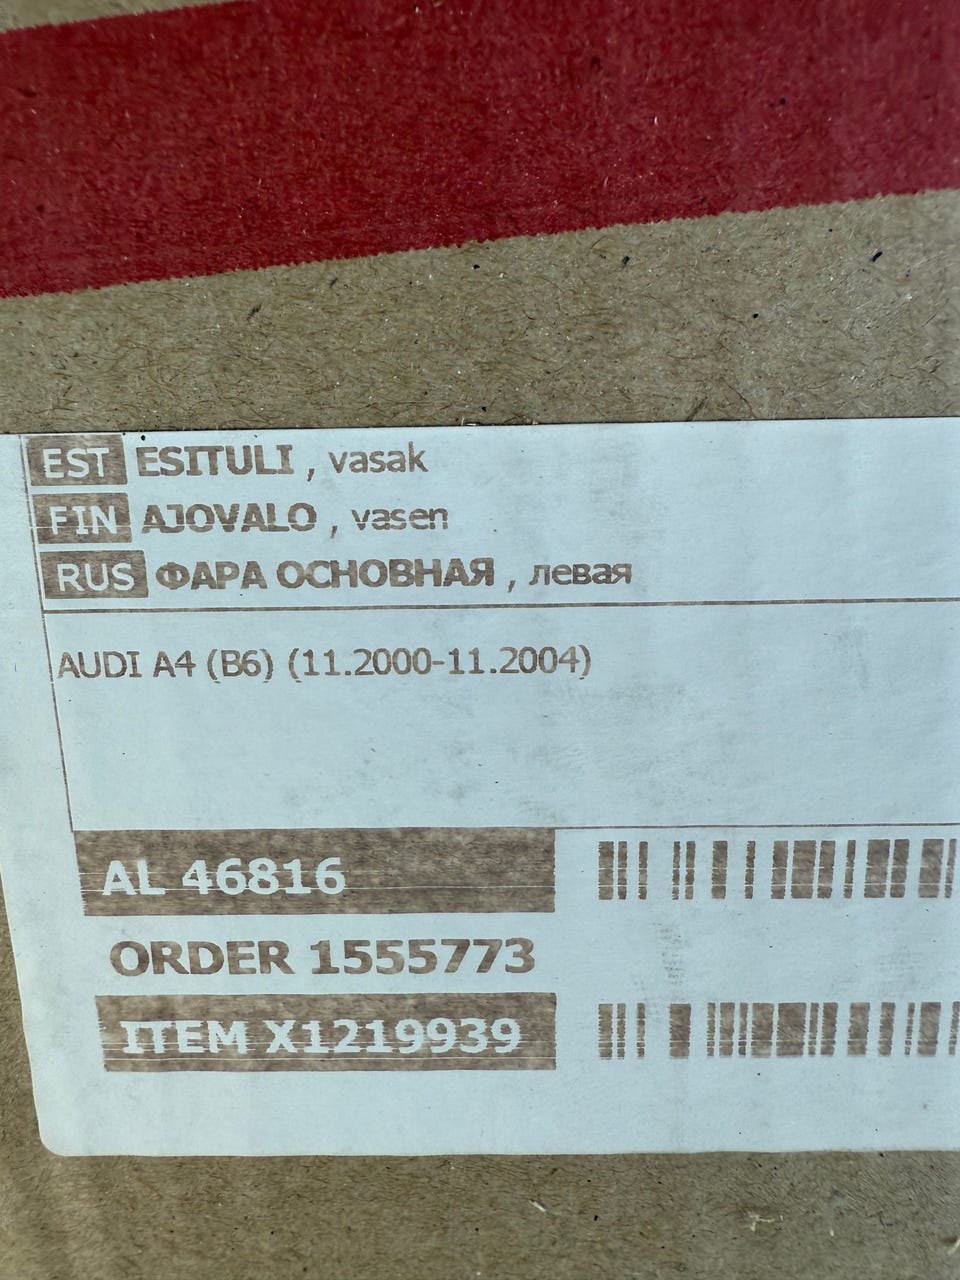 EST ESITULI , vasak
FIN AJOVALO , vasen
RUS ФАРА ОСНОВНАЯ , левая
AUDI A4 (B6) (11.2000-11.2004)
AL 46816
ORDER 1555773
ITEM X1219939